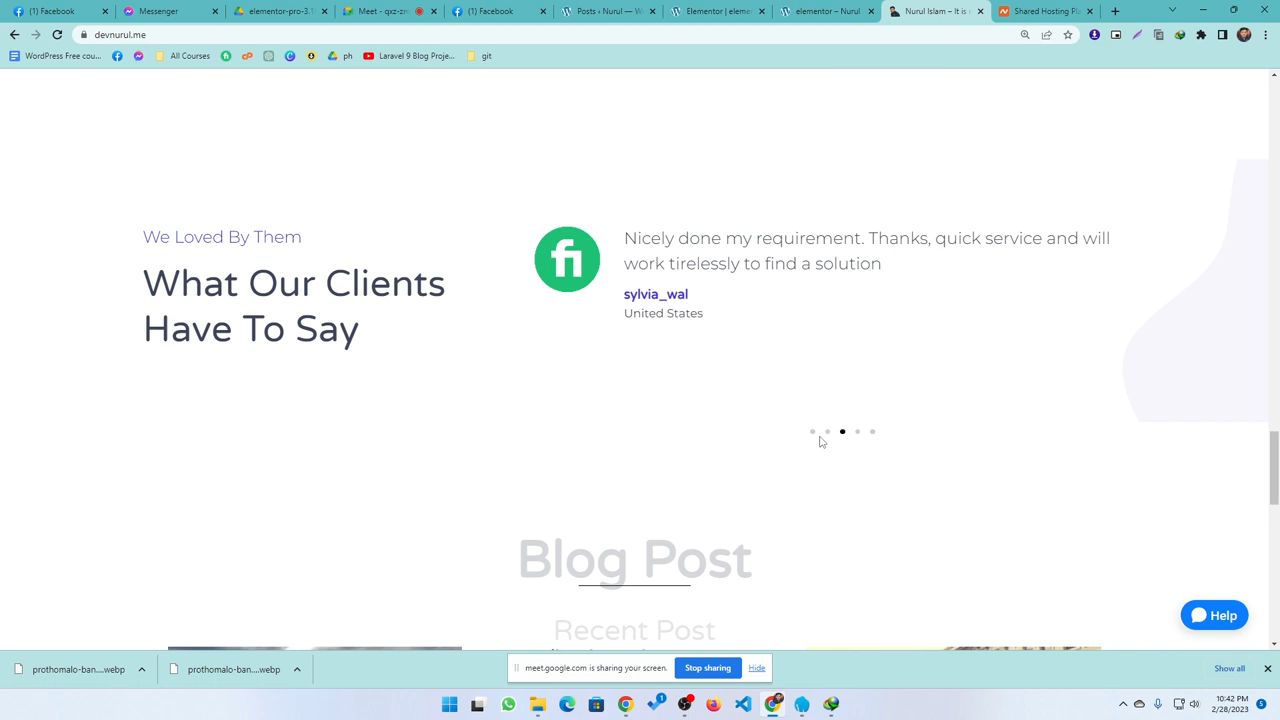 (1) Facebook
Messenger
elementor-pro-3.1
Meet - qxz-zm
(1) Facebook
Posts ‹ Nurul — W
Elementor | eleme
elementor – Nurul
Nurul Islam – It is
Shared Hosting Pl
devnurul.me
WordPress Free cou...
All Courses
ph
Laravel 9 Blog Proje...
git
We Loved By Them
What Our Clients
Have To Say
fi
Nicely done my requirement. Thanks, quick service and will
work tirelessly to find a solution
sylvia_wal
United States
Blog Post
Recent Post
Help
prothomalo-ban....webp
prothomalo-ban....webp
meet.google.com is sharing your screen.
Stop sharing
Hide
Show all
10:42 PM
2/28/2023